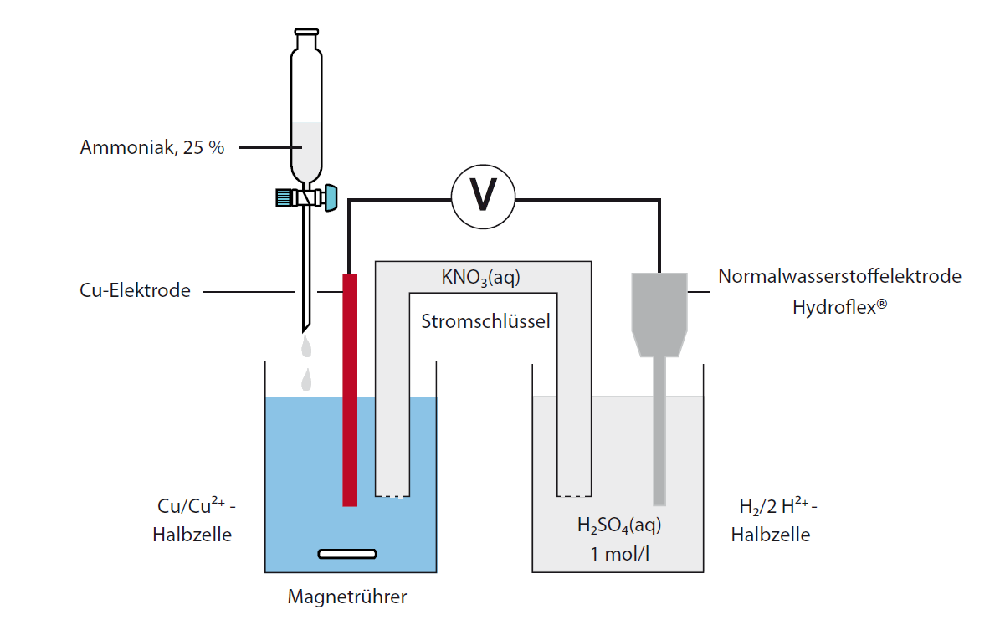 Ammoniak, 25 %
V
KNO₃(aq)
Cu-Elektrode
Stromschlüssel
Normalwasserstoffelektrode
Hydroflex®
Cu/Cu²⁺ -
Halbzelle
H₂SO₄(aq)
1 mol/l
H₂/2 H²⁺ -
Halbzelle
Magnetrührer